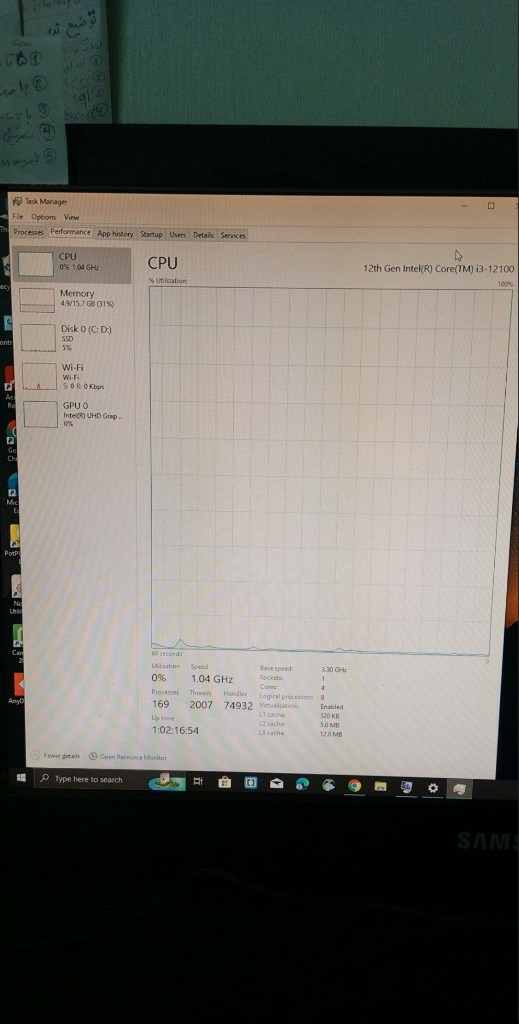 توضیح
sql
Task Manager
File Options View
Processes Performance App history Startup Users Details Services
CPU
0% 1.04 GHz
Memory
4.9/15.7 GB (31%)
Disk 0 (C: D:)
SSD
5%
Wi-Fi
Wi-Fi
S: 0 R: 0 Kbps
GPU 0
Intel(R) UHD Grap...
0%
CPU
12th Gen Intel(R) Core(TM) i3-12100
% Utilization
100%
60 seconds
0
Utilization Speed
0% 1.04 GHz
Processes Threads Handles
169 2007 74932
Up time
1:02:16:54
Base speed: 3.30 GHz
Sockets: 1
Cores: 4
Logical processors: 8
Virtualization: Enabled
L1 cache: 320 KB
L2 cache: 5.0 MB
L3 cache: 12.0 MB
Fewer details Open Resource Monitor
Type here to search
SAMS